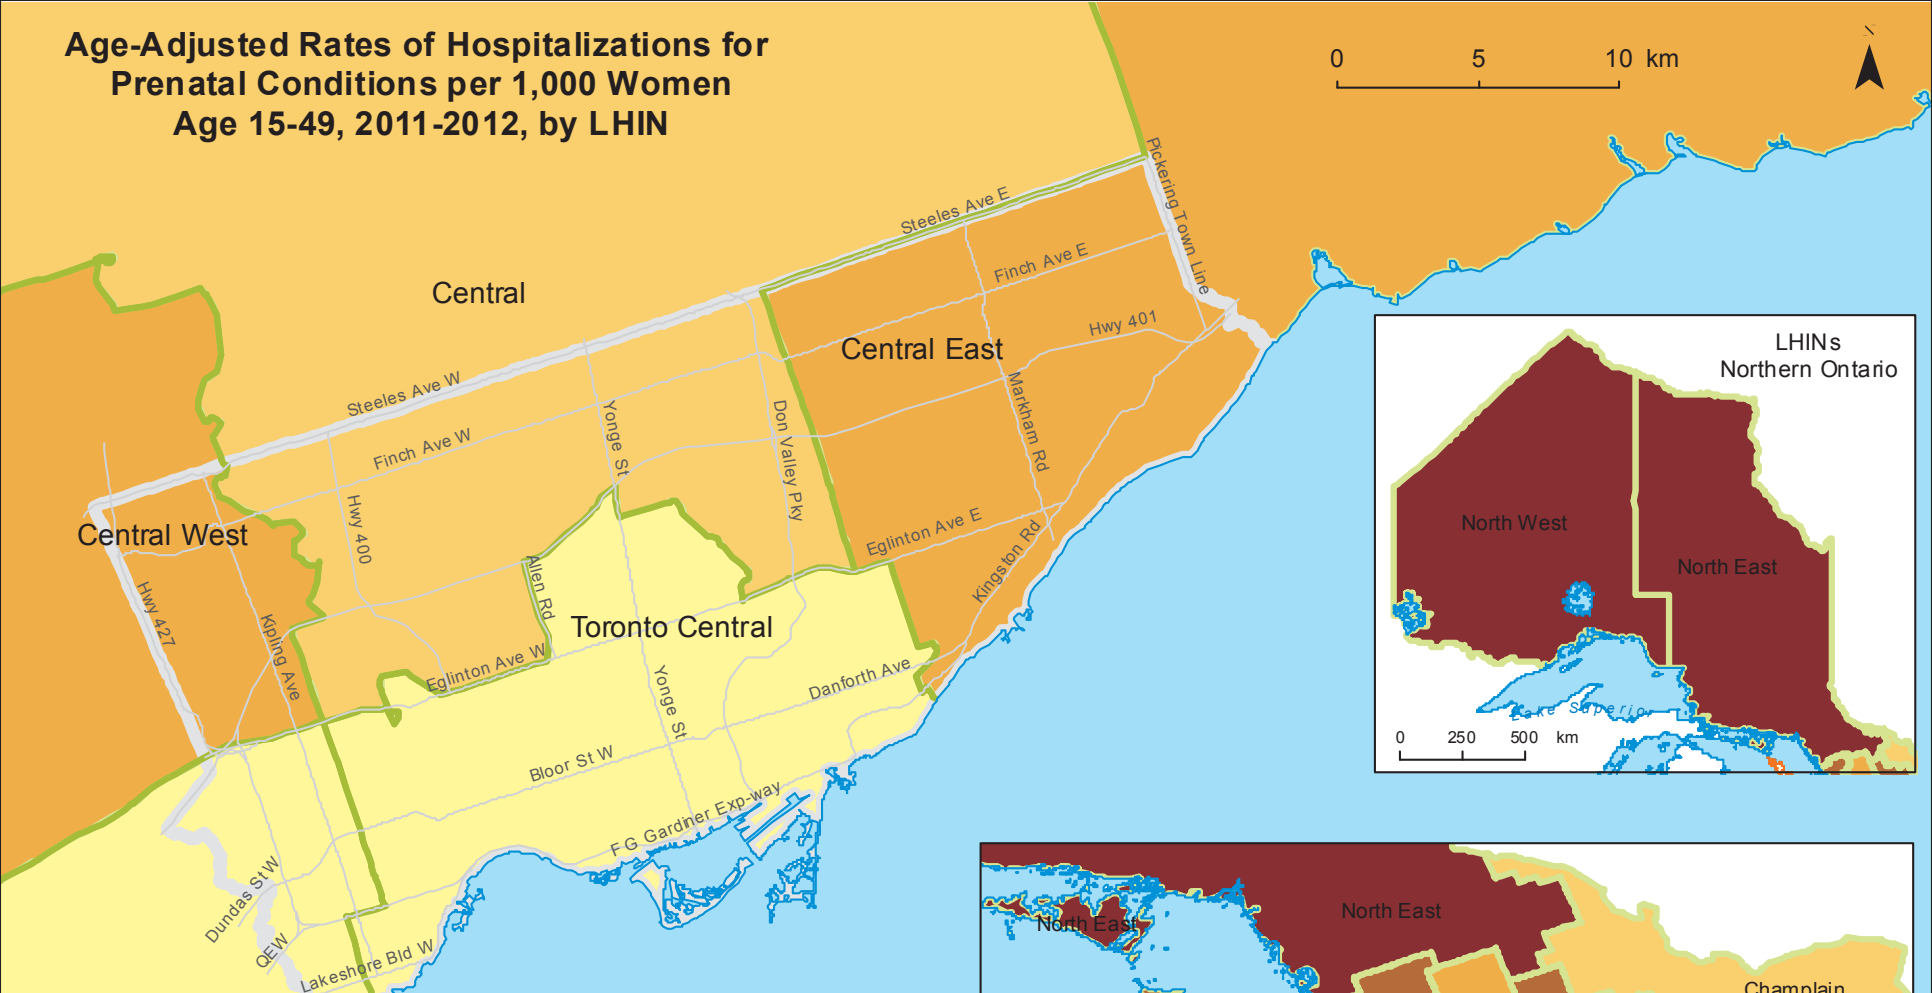 Age-Adjusted Rates of Hospitalizations for
Prenatal Conditions per 1,000 Women
Age 15-49, 2011-2012, by LHIN
0 5 10 km
N
Pickering Town Line
Steeles Ave E
Finch Ave E
Central
Hwy 401
Central East
Steeles Ave W
Markham Rd
Finch Ave W
Yonge St
Don Valley Pky
Hwy 400
Central West
Eglinton Ave E
Kingston Rd
Allen Rd
Hwy 427
Kipling Ave
Toronto Central
Eglinton Ave W
Yonge St
Danforth Ave
Bloor St W
F G Gardiner Exp-way
Dundas St W
QEW
Lakeshore Bld W
LHINs
Northern Ontario
North West
North East
Lake Superior
0 250 500 km
North East
North East
Champlain